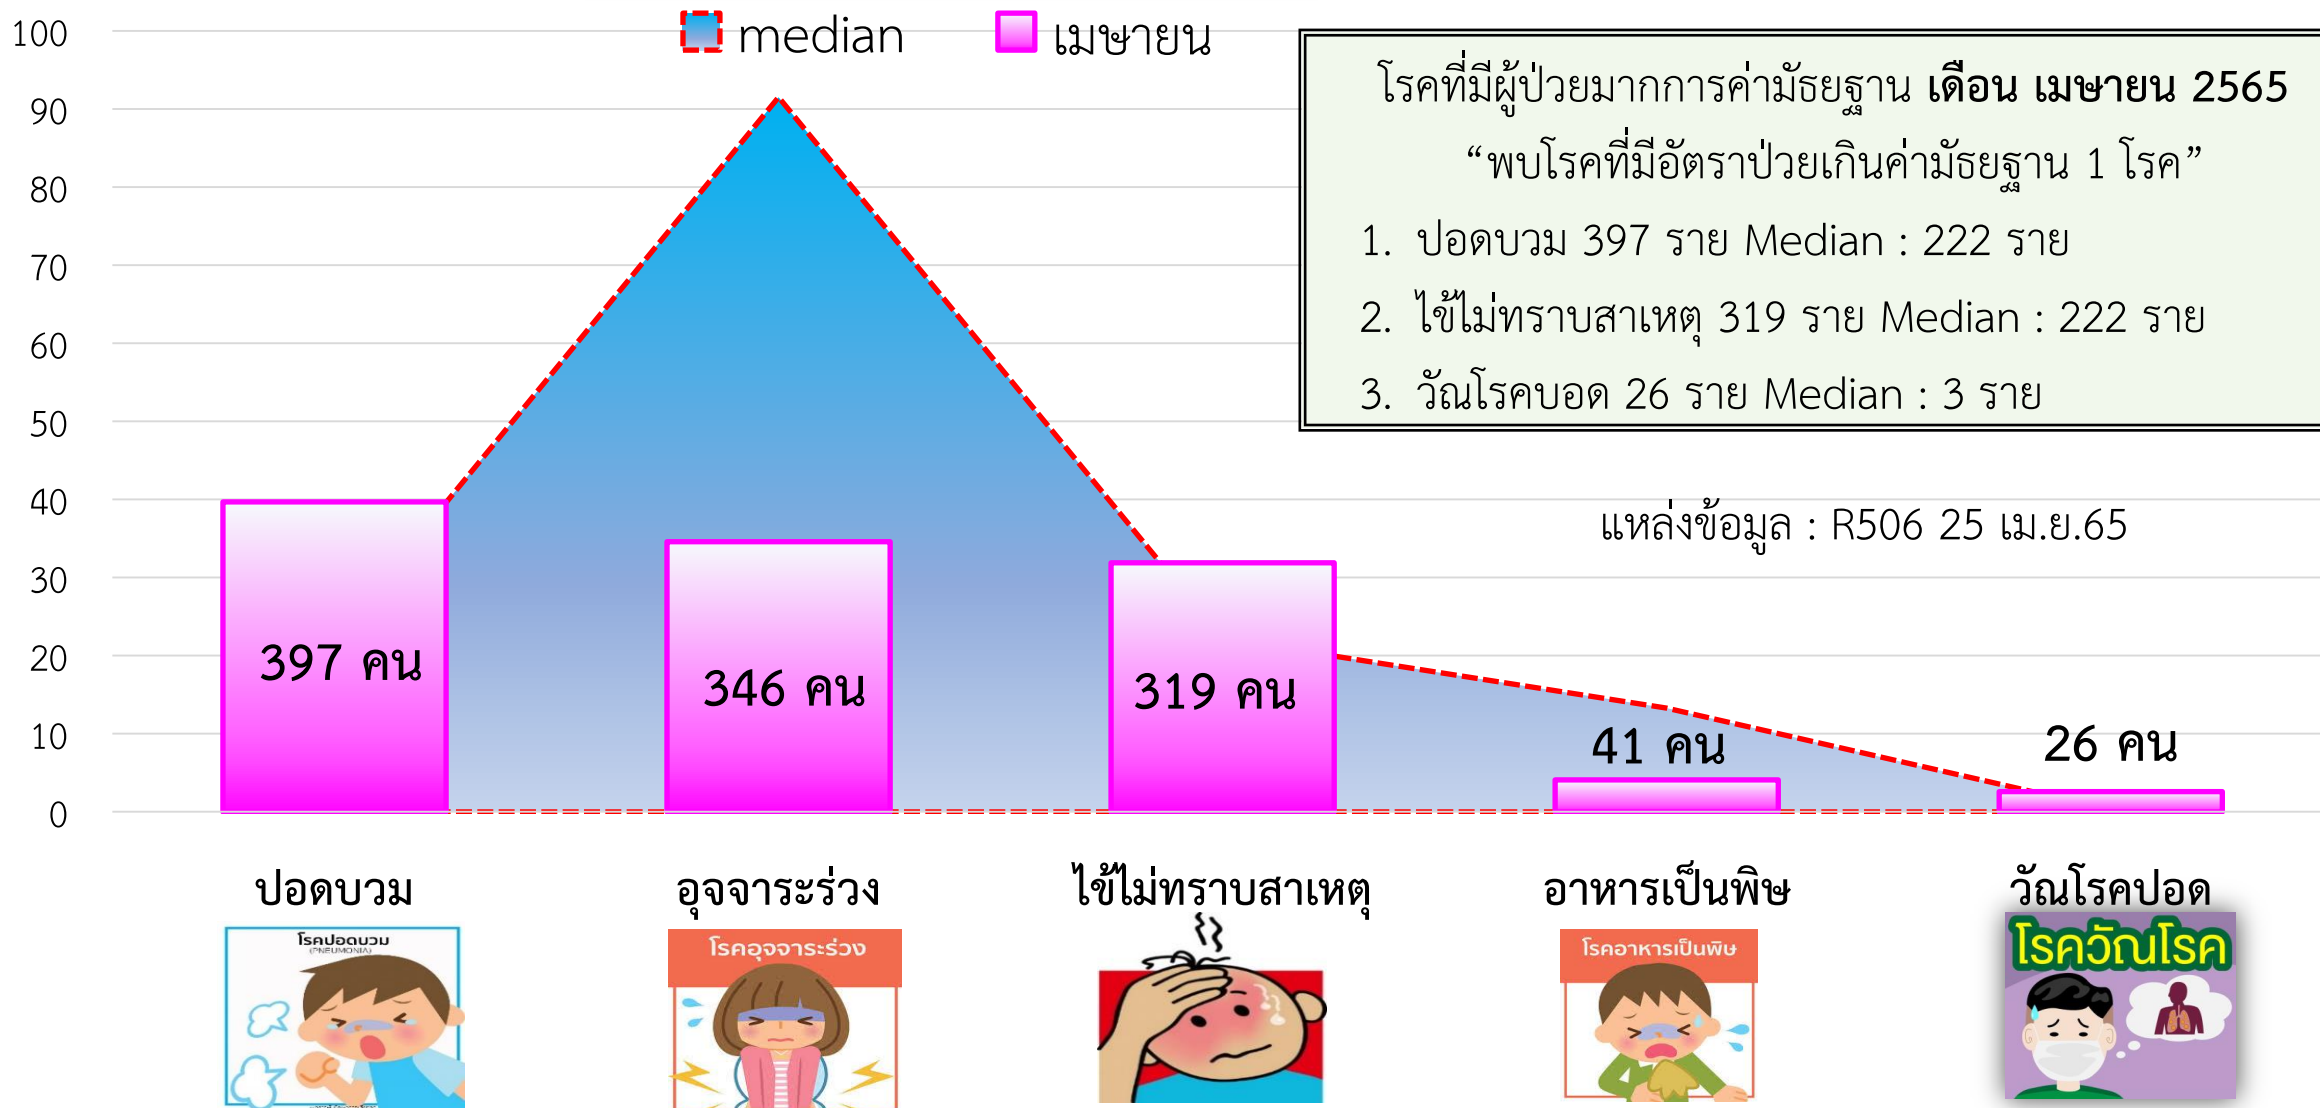 100
90
80
70
60
50
40
30
20
10
0
median
เมษายน
โรคที่มีผู้ป่วยมากการค่ามัธยฐาน เดือน เมษายน 2565
“พบโรคที่มีอัตราป่วยเกินค่ามัธยฐาน 1 โรค”
1. ปอดบวม 397 ราย Median : 222 ราย
2. ไข้ไม่ทราบสาเหตุ 319 ราย Median : 222 ราย
3. วัณโรคบอด 26 ราย Median : 3 ราย
แหล่งข้อมูล : R506 25 เม.ย.65
397 คน
346 คน
319 คน
41 คน
26 คน
ปอดบวม
อุจจาระร่วง
ไข้ไม่ทราบสาเหตุ
อาหารเป็นพิษ
วัณโรคปอด
โรคปอดบวม
(PNEUMONIA)
โรคอุจจาระร่วง
โรคอาหารเป็นพิษ
โรควัณโรค